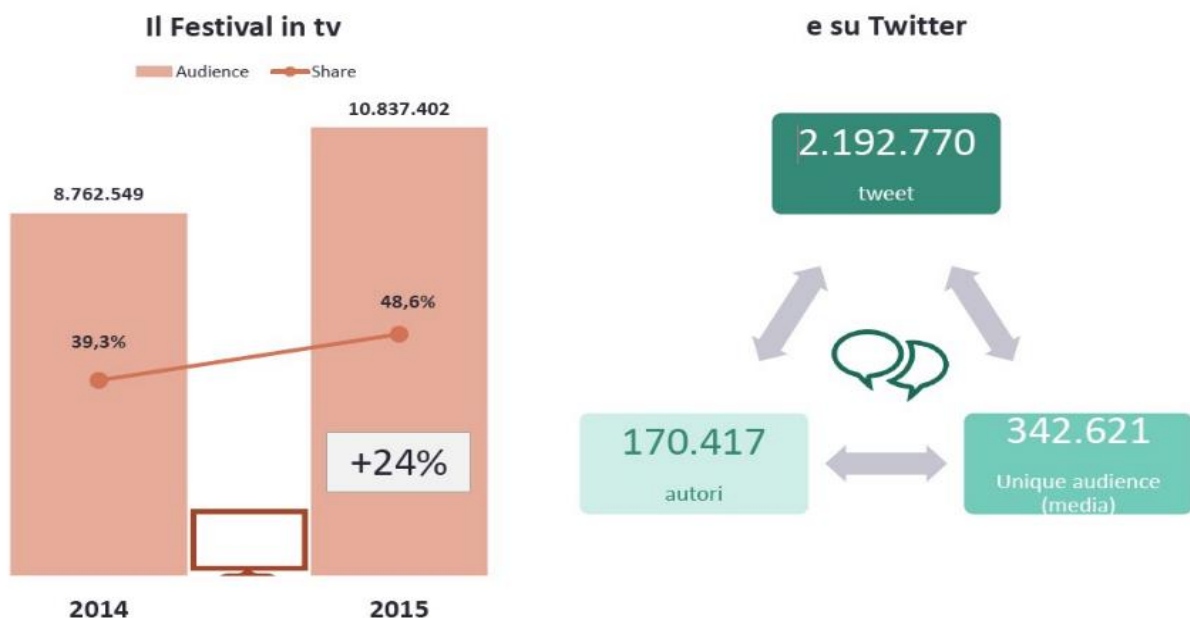 Il Festival in tv
Audience
Share
10.837.402
8.762.549
48,6%
39,3%
+24%
2014
2015
e su Twitter
2.192.770
tweet
170.417
autori
342.621
Unique audience
(media)